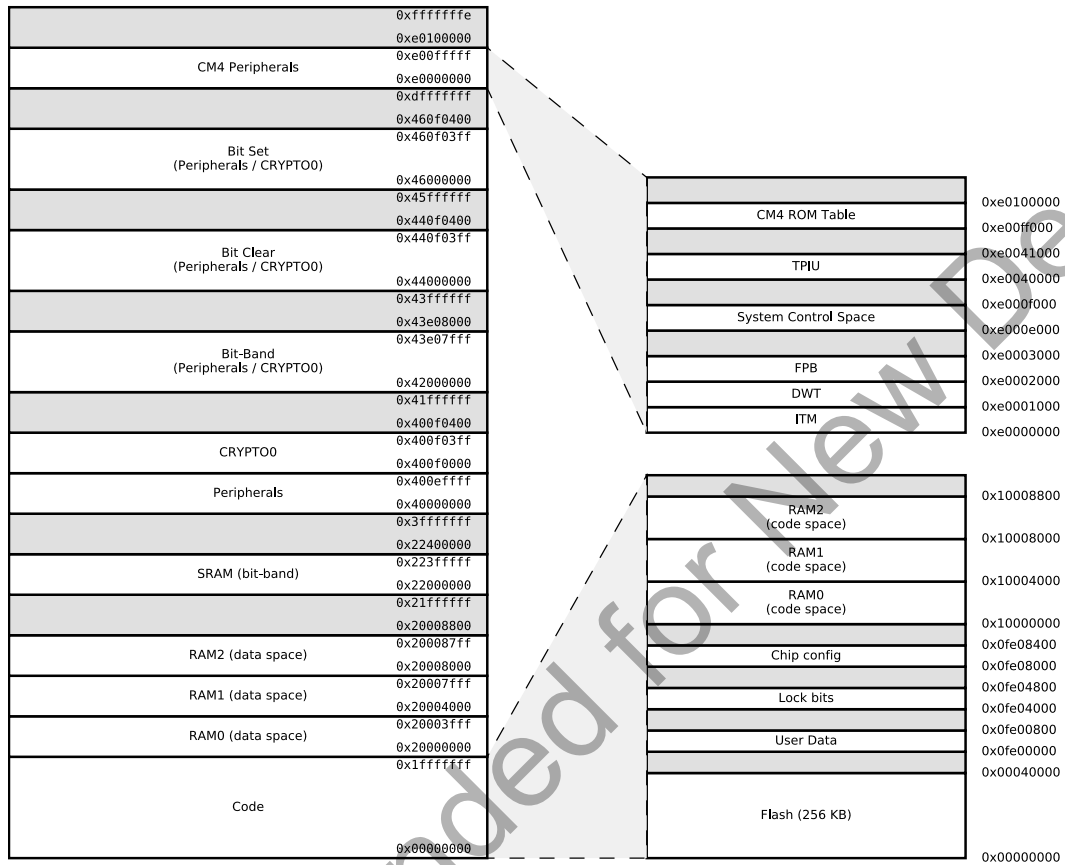 0xfffffffe
0xe0100000
0xe00fffff
CM4 Peripherals
0xe0000000
0xdfffffff
0x460f0400
0x460f03ff
Bit Set
(Peripherals / CRYPTO0)
0x46000000
0x45ffffff
0x440f0400
0x440f03ff
Bit Clear
(Peripherals / CRYPTO0)
0x44000000
0x43ffffff
0x43e08000
0x43e07fff
Bit-Band
(Peripherals / CRYPTO0)
0x42000000
0x41ffffff
0x400f0400
0x400f03ff
CRYPTO0
0x400f0000
0x400effff
Peripherals
0x40000000
0x3fffffff
0x22400000
0x223fffff
SRAM (bit-band)
0x22000000
0x21ffffff
0x20008800
0x200087ff
RAM2 (data space)
0x20008000
0x20007fff
RAM1 (data space)
0x20004000
0x20003fff
RAM0 (data space)
0x20000000
0x1fffffff
Code
0x00000000
0xe0100000
CM4 ROM Table
0xe00ff000
0xe0041000
TPIU
0xe0040000
0xe000f000
System Control Space
0xe000e000
0xe0003000
FPB
0xe0002000
DWT
0xe0001000
ITM
0xe0000000
0x10008800
RAM2
(code space)
0x10008000
RAM1
(code space)
0x10004000
RAM0
(code space)
0x10000000
0x0fe08400
Chip config
0x0fe08000
0x0fe04800
Lock bits
0x0fe04000
0x0fe00800
User Data
0x0fe00000
0x00040000
Flash (256 KB)
0x00000000
nded for New De